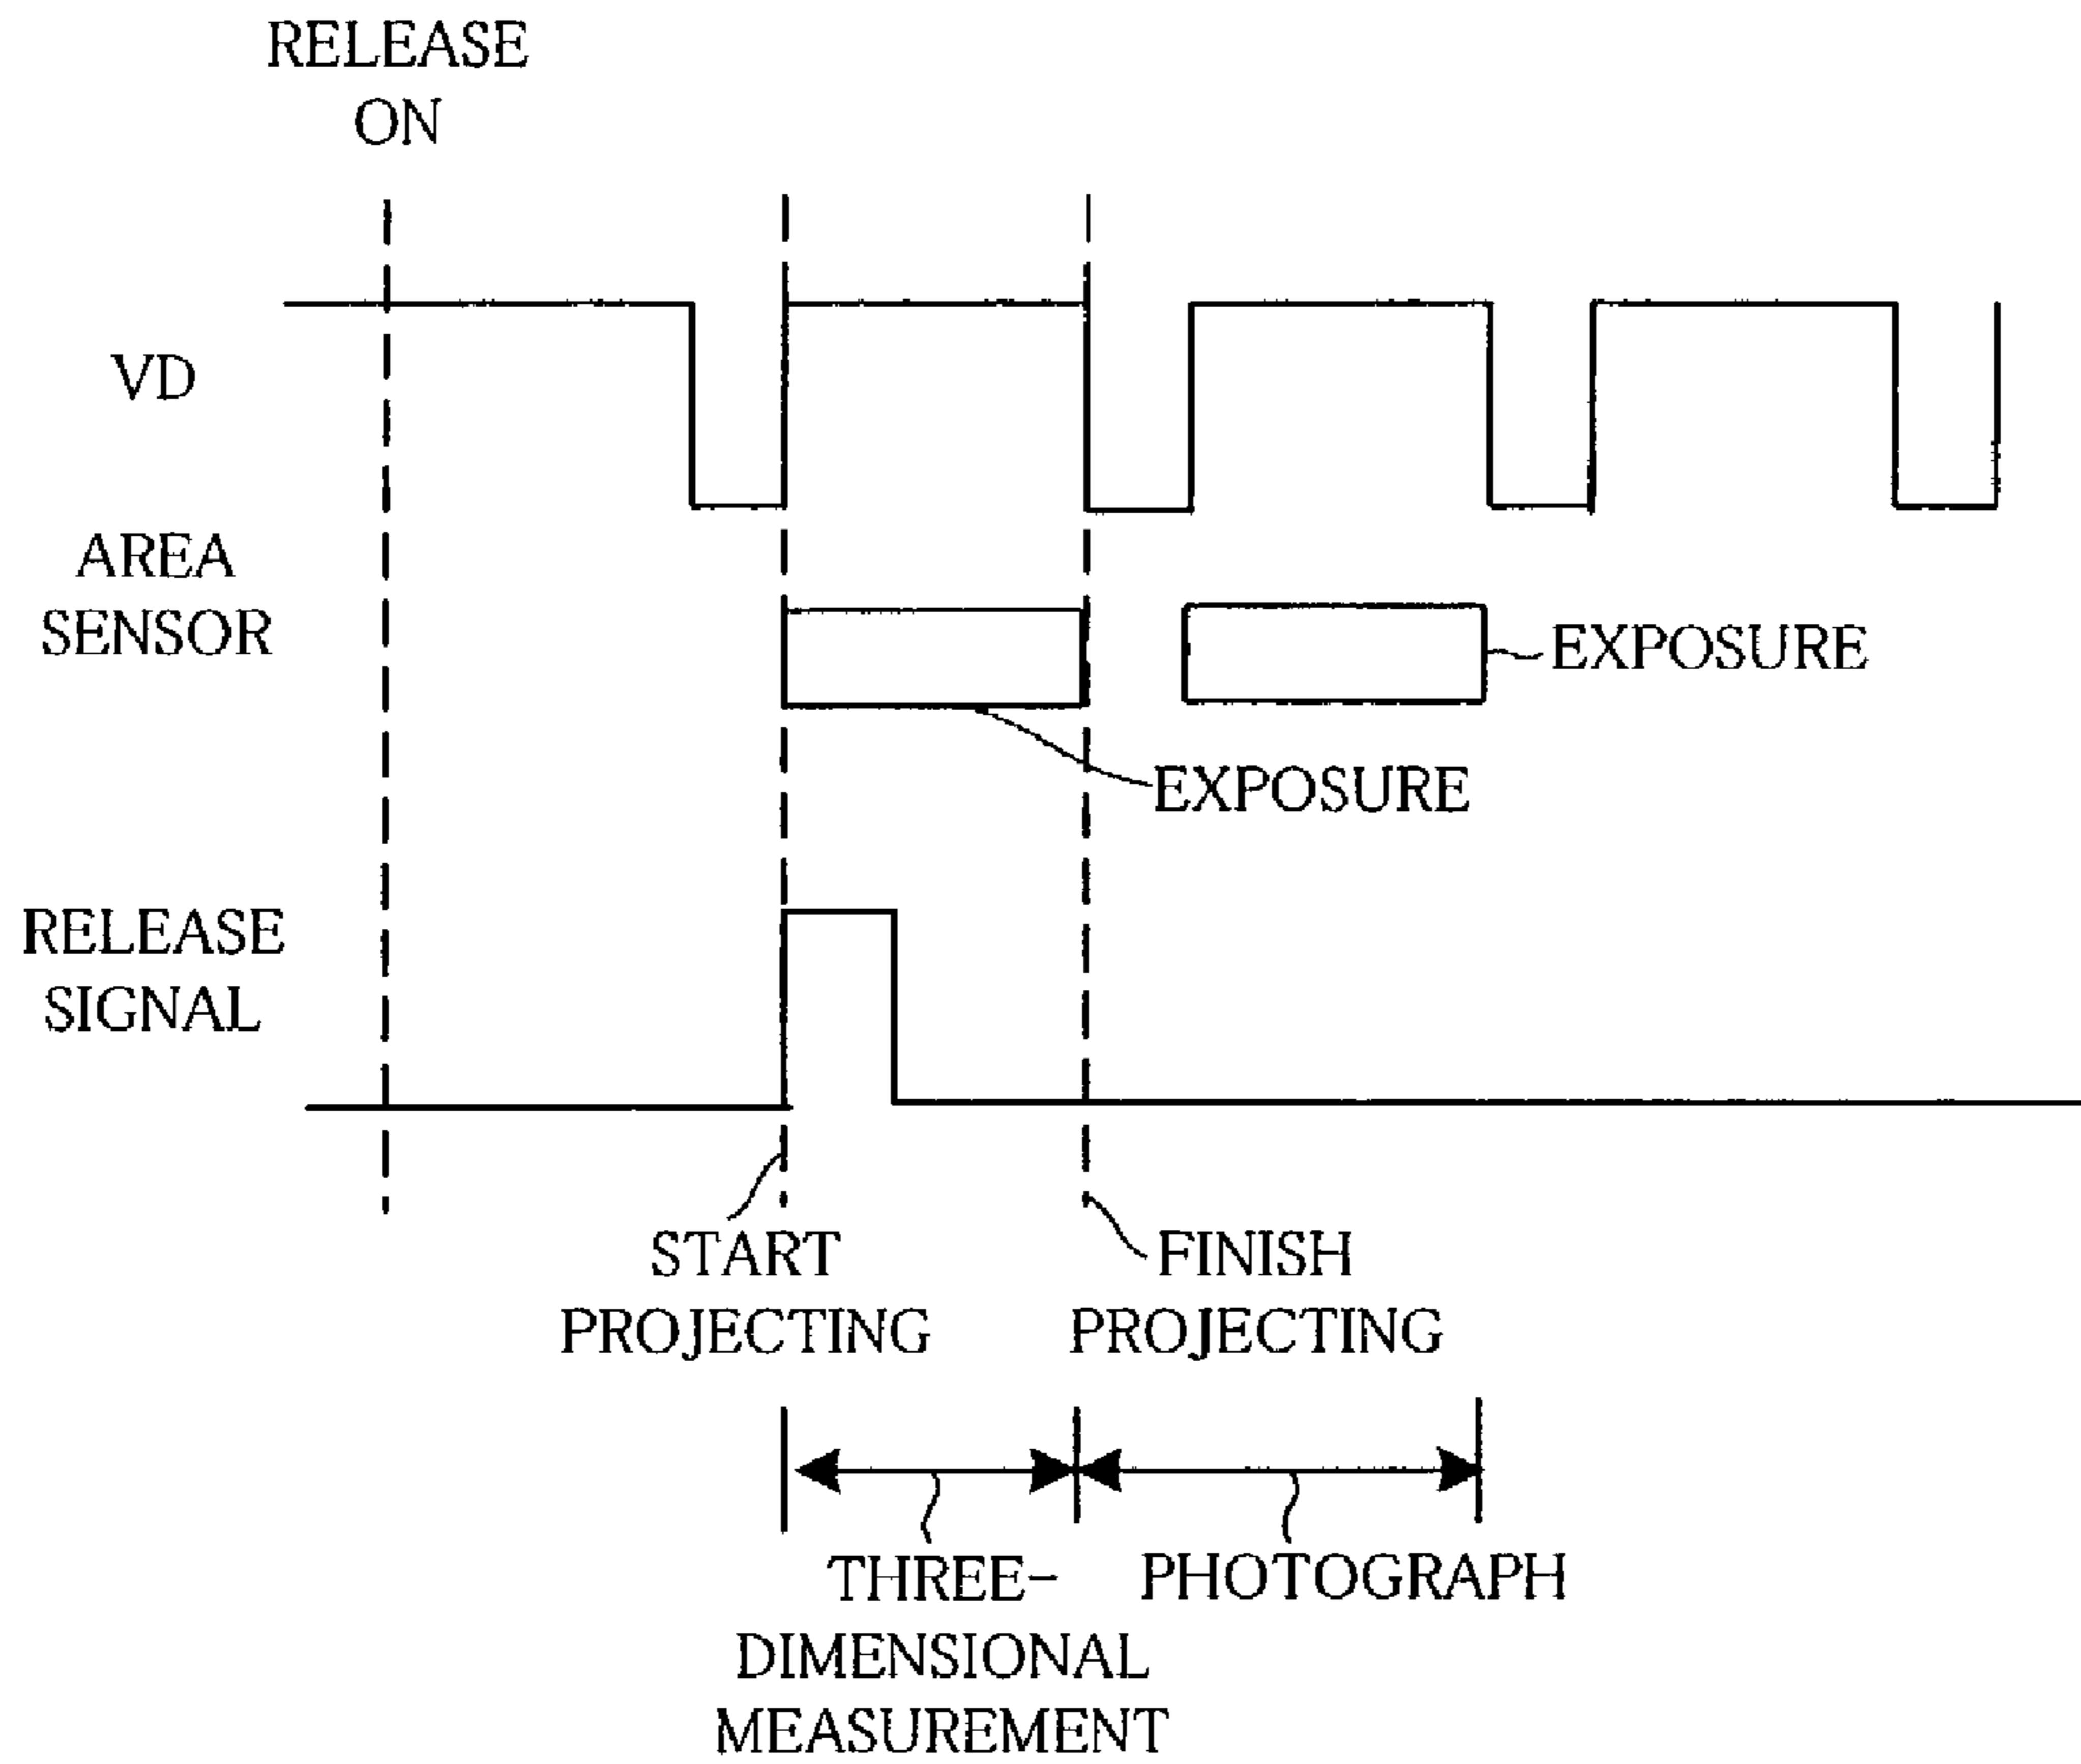 RELEASE
ON
VD
AREA
SENSOR
EXPOSURE
EXPOSURE
RELEASE
SIGNAL
START
PROJECTING
FINISH
PROJECTING
THREE-
DIMENSIONAL
MEASUREMENT
PHOTOGRAPH